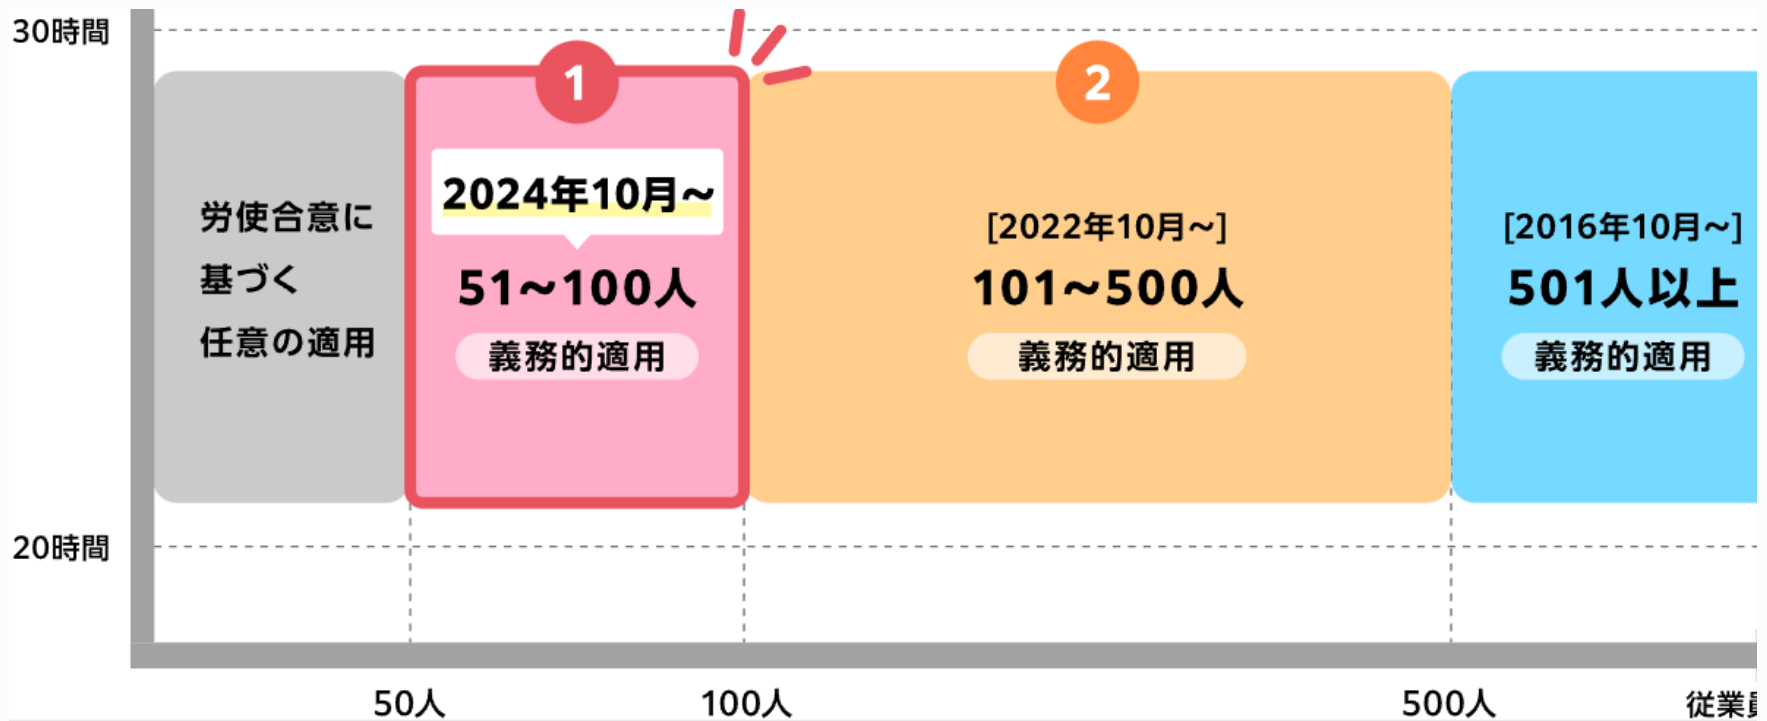 30時間
労使合意に
基づく
任意の適用
1
2024年10月~
51~100人
義務的適用
2
[2022年10月~]
101~500人
義務的適用
[2016年10月~]
501人以上
義務的適用
20時間
50人
100人
500人
従業